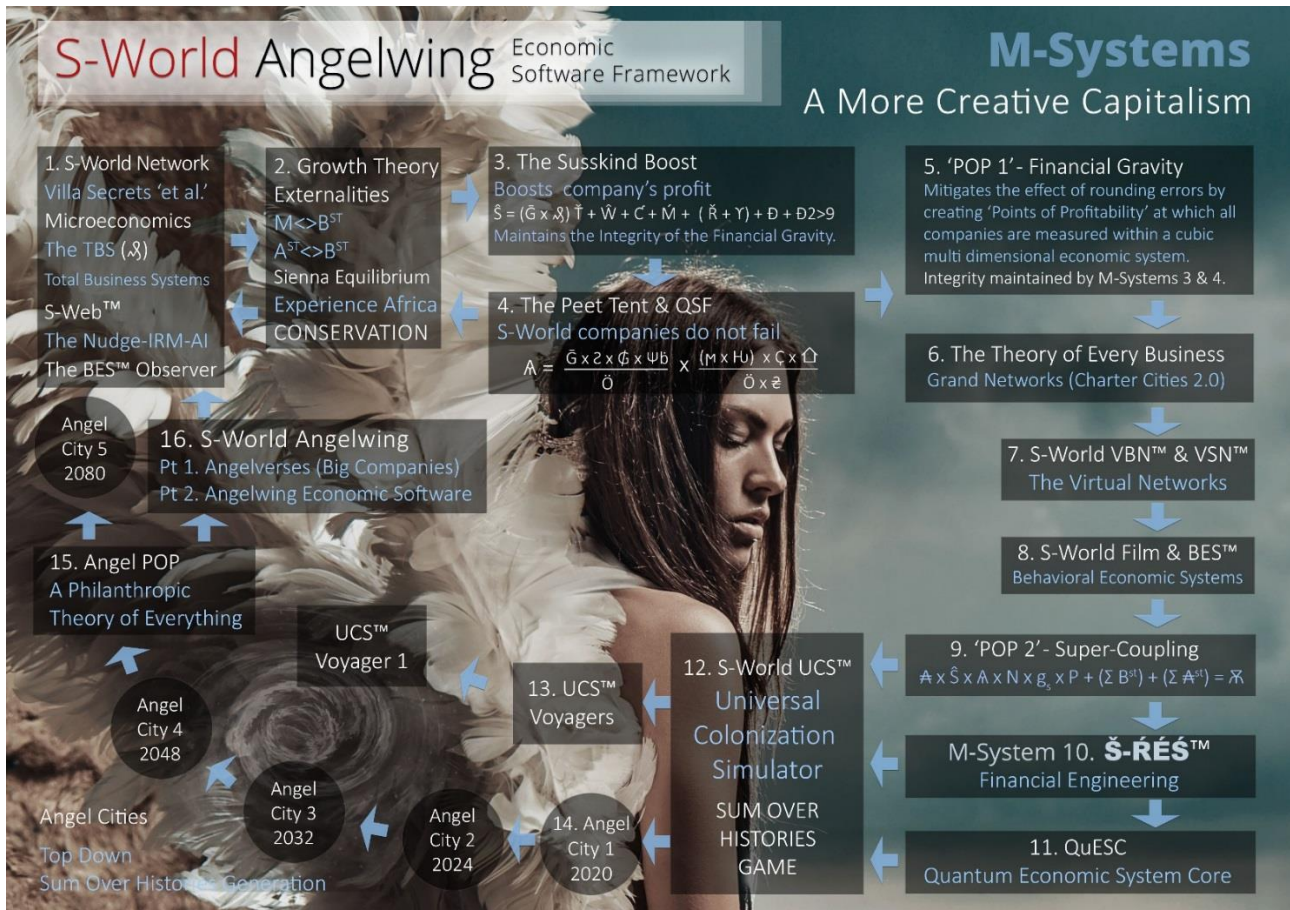 S-World Angelwing
Economic
Software Framework
M-Systems
A More Creative Capitalism
1. S-World Network
Villa Secrets ‘et al.’
Microeconomics
The TBS
Total Business Systems
S-Web™
The Nudge-IRM-AI
The BES™ Observer
2. Growth Theory
Externalities
M<>Bˢᵀ
Aˢᵀ<>Bˢᵀ
Sienna Equilibrium
Experience Africa
CONSERVATION
3. The Susskind Boost
Boosts company’s profit
Maintains the Integrity of the Financial Gravity.
4. The Peet Tent & QSF
S-World companies do not fail
5. ‘POP 1’- Financial Gravity
Mitigates the effect of rounding errors by
creating ‘Points of Profitability’ at which all
companies are measured within a cubic
multi dimensional economic system.
Integrity maintained by M-Systems 3 & 4.
6. The Theory of Every Business
Grand Networks (Charter Cities 2.0)
7. S-World VBN™ & VSN™
The Virtual Networks
8. S-World Film & BES™
Behavioral Economic Systems
9. ‘POP 2’- Super-Coupling
M-System 10. Š-ŔÉŚ™
Financial Engineering
11. QuESC
Quantum Economic System Core
12. S-World UCS™
Universal
Colonization
Simulator
SUM OVER
HISTORIES
GAME
13. UCS™
Voyagers
UCS™
Voyager 1
14. Angel
City 1
2020
Angel
City 2
2024
Angel
City 3
2032
Angel
City 4
2048
Angel Cities
Top Down
Sum Over Histories Generation
15. Angel POP
A Philanthropic
Theory of Everything
16. S-World Angelwing
Pt 1. Angelverses (Big Companies)
Pt 2. Angelwing Economic Software
Angel
City 5
2080